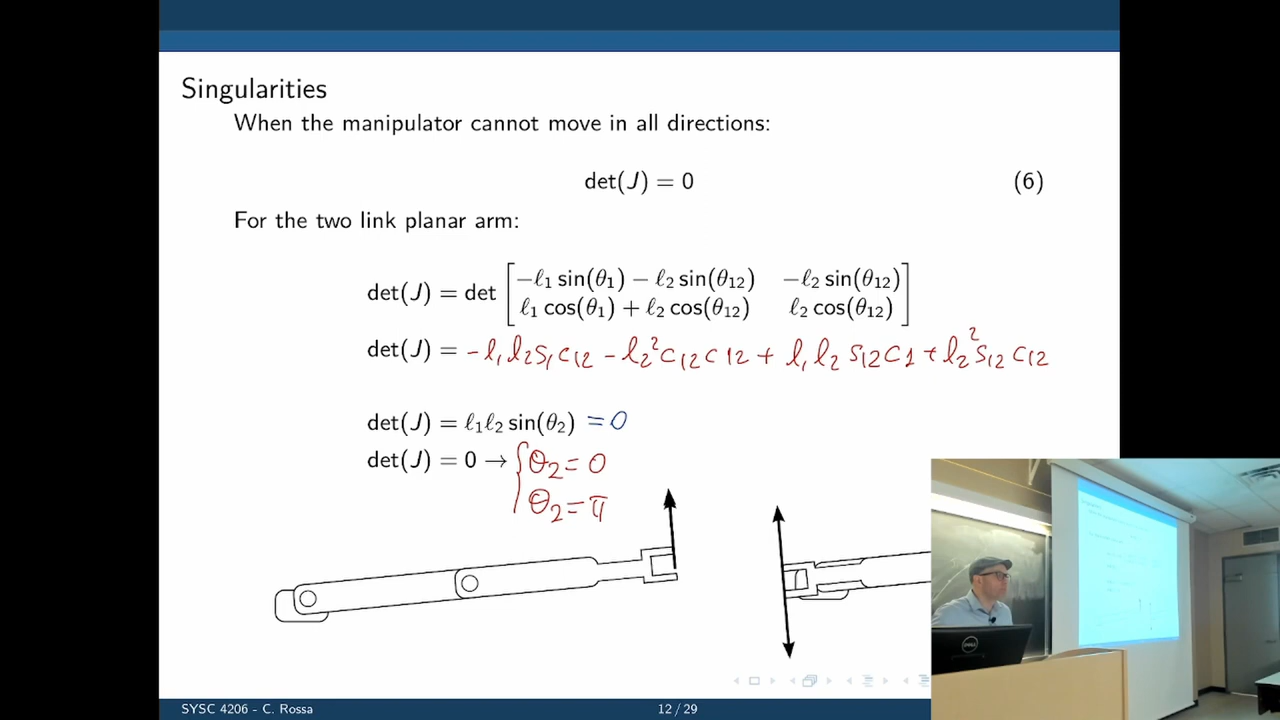 Singularities
When the manipulator cannot move in all directions:
det(J) = 0 (6)
For the two link planar arm:
det(J) = det [ −ℓ₁ sin(θ₁) − ℓ₂ sin(θ₁₂) −ℓ₂ sin(θ₁₂)
ℓ₁ cos(θ₁) + ℓ₂ cos(θ₁₂) ℓ₂ cos(θ₁₂) ]
det(J) = −l₁l₂s₁c₁₂ − l₂²c₁₂c12 + l₁l₂s₁₂c1 + l₂²s₁₂c₁₂
det(J) = ℓ₁ℓ₂ sin(θ₂) = 0
det(J) = 0 → { θ₂ = 0
θ₂ = π
DELL
SYSC 4206 - C. Rossa 12 / 29